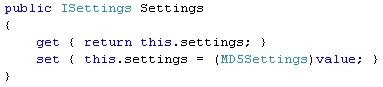 public ISettings Settings
{
    get { return this.settings; }
    set { this.settings = (MD5Settings)value; }
}